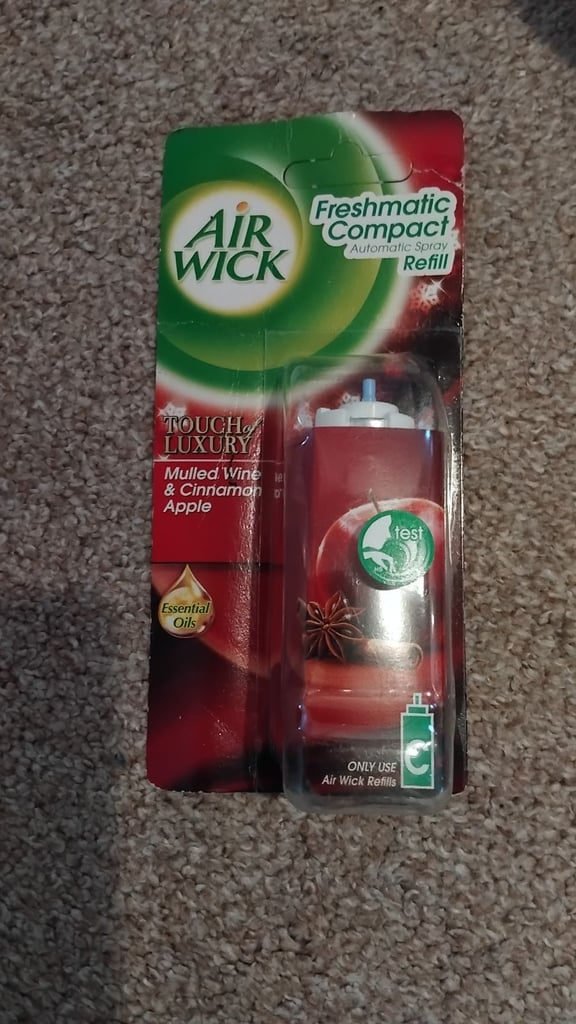 AIR
WICK
Freshmatic
Compact
Automatic Spray
Refill
TOUCH of
LUXURY
Mulled Wine
& Cinnamon
Apple
test
Essential
Oils
C
ONLY USE
Air Wick Refills